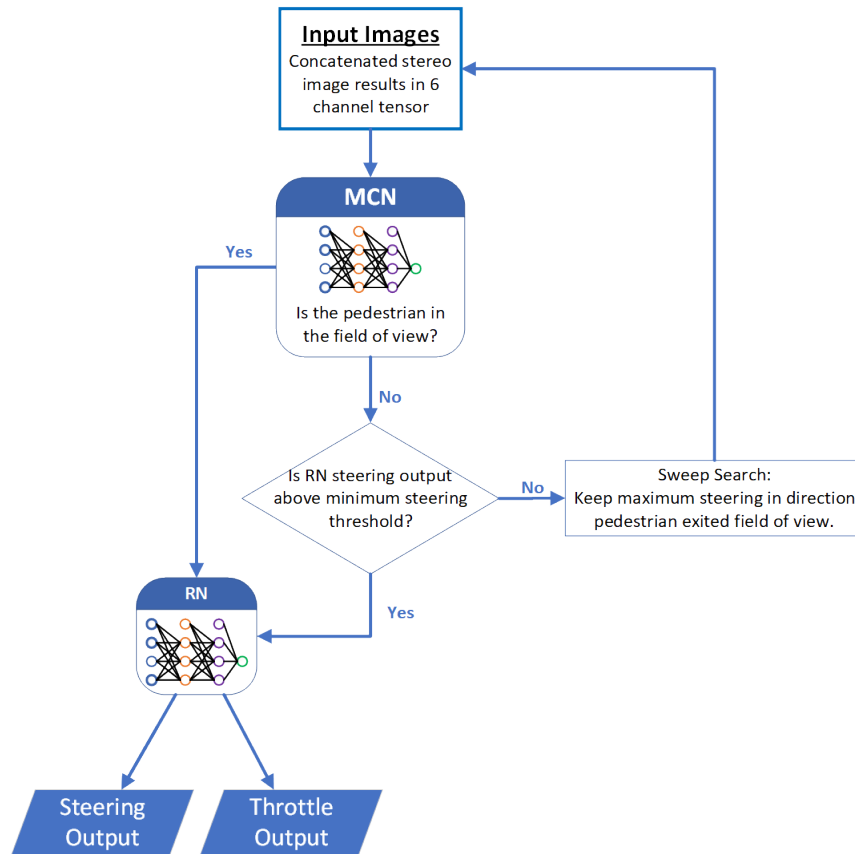 Input Images
Concatenated stereo
image results in 6
channel tensor
MCN
Yes
Is the pedestrian in
the field of view?
No
Is RN steering output
above minimum steering
threshold?
No
Sweep Search:
Keep maximum steering in direction
pedestrian exited field of view.
Yes
RN
Steering
Output
Throttle
Output